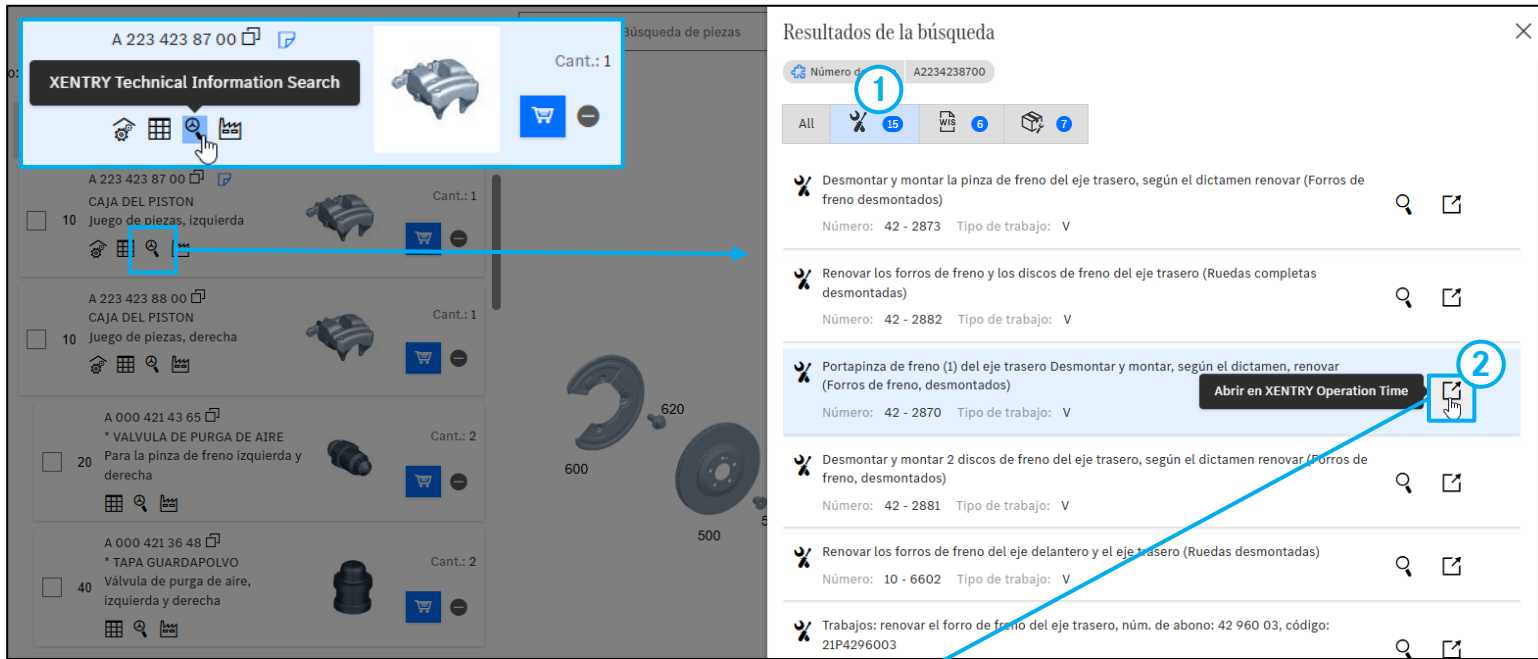 A 223 423 87 00
XENTRY Technical Information Search
Cant.: 1
Búsqueda de piezas
A 223 423 87 00
CAJA DEL PISTON
10 Juego de piezas, izquierda
Cant.: 1
A 223 423 88 00
CAJA DEL PISTON
10 Juego de piezas, derecha
Cant.: 1
A 000 421 43 65
* VALVULA DE PURGA DE AIRE
20 Para la pinza de freno izquierda y
derecha
Cant.: 2
A 000 421 36 48
* TAPA GUARDAPOLVO
40 Válvula de purga de aire,
izquierda y derecha
Cant.: 2
620
600
500
Resultados de la búsqueda
Número A2234238700
1
All 15 WIS 6 7
Desmontar y montar la pinza de freno del eje trasero, según el dictamen renovar (Forros de
freno desmontados)
Número: 42 - 2873 Tipo de trabajo: V
Renovar los forros de freno y los discos de freno del eje trasero (Ruedas completas
desmontadas)
Número: 42 - 2882 Tipo de trabajo: V
Portapinza de freno (1) del eje trasero Desmontar y montar, según el dictamen, renovar
(Forros de freno, desmontados)
Número: 42 - 2870 Tipo de trabajo: V
Abrir en XENTRY Operation Time
2
Desmontar y montar 2 discos de freno del eje trasero, según el dictamen renovar (Forros de
freno, desmontados)
Número: 42 - 2881 Tipo de trabajo: V
Renovar los forros de freno del eje delantero y el eje trasero (Ruedas desmontadas)
Número: 10 - 6602 Tipo de trabajo: V
Trabajos: renovar el forro de freno del eje trasero, núm. de abono: 42 960 03, código:
21P4296003